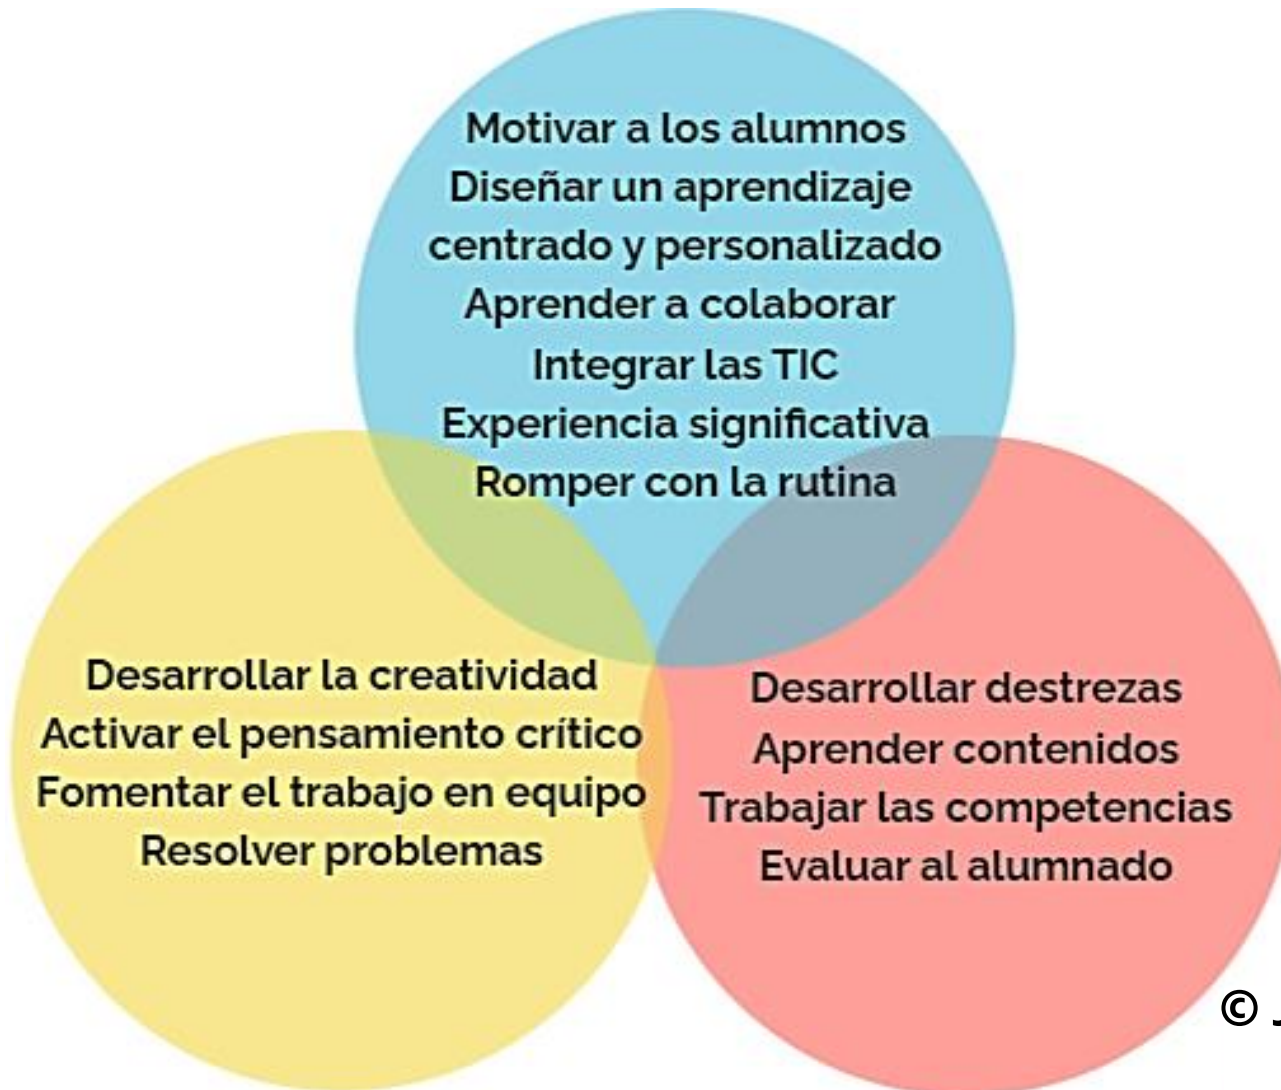 Motivar a los alumnos
Diseñar un aprendizaje
centrado y personalizado
Aprender a colaborar
Integrar las TIC
Experiencia significativa
Romper con la rutina
Desarrollar la creatividad
Activar el pensamiento crítico
Fomentar el trabajo en equipo
Resolver problemas
Desarrollar destrezas
Aprender contenidos
Trabajar las competencias
Evaluar al alumnado
©